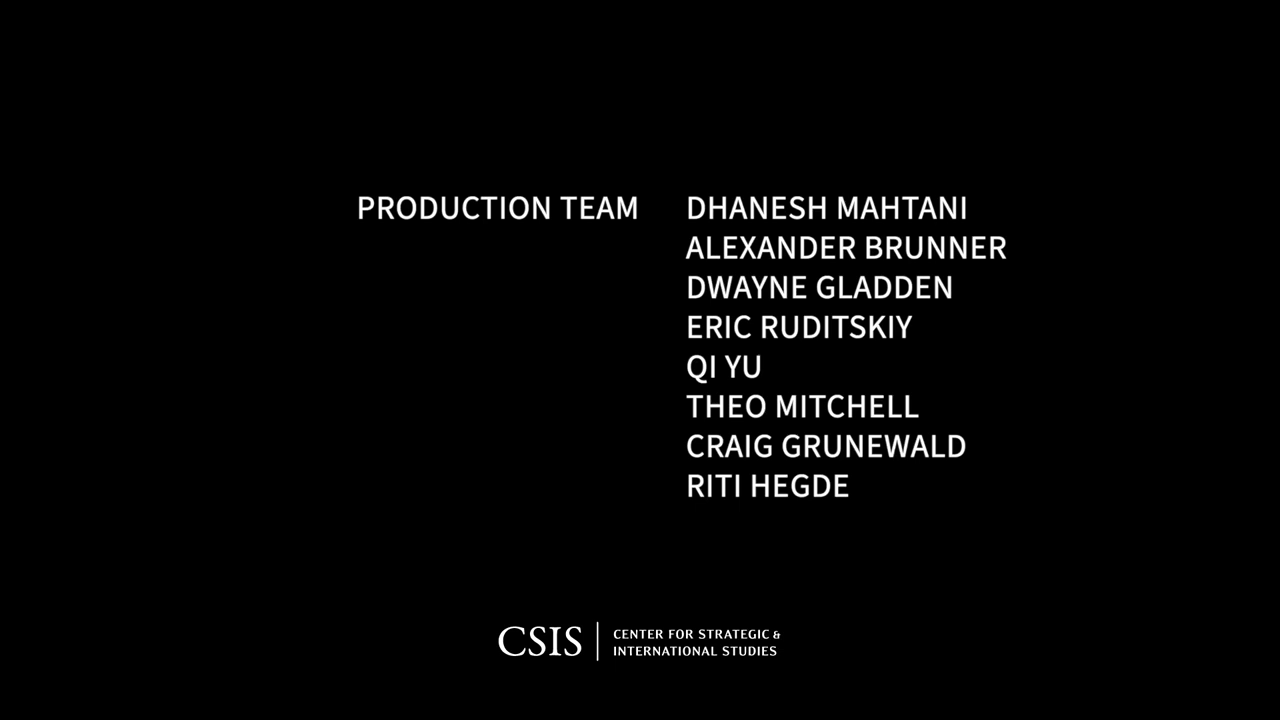 PRODUCTION TEAM DHANESH MAHTANI
ALEXANDER BRUNNER
DWAYNE GLADDEN
ERIC RUDITSKIY
QI YU
THEO MITCHELL
CRAIG GRUNEWALD
RITI HEGDE
CSIS CENTER FOR STRATEGIC &
INTERNATIONAL STUDIES